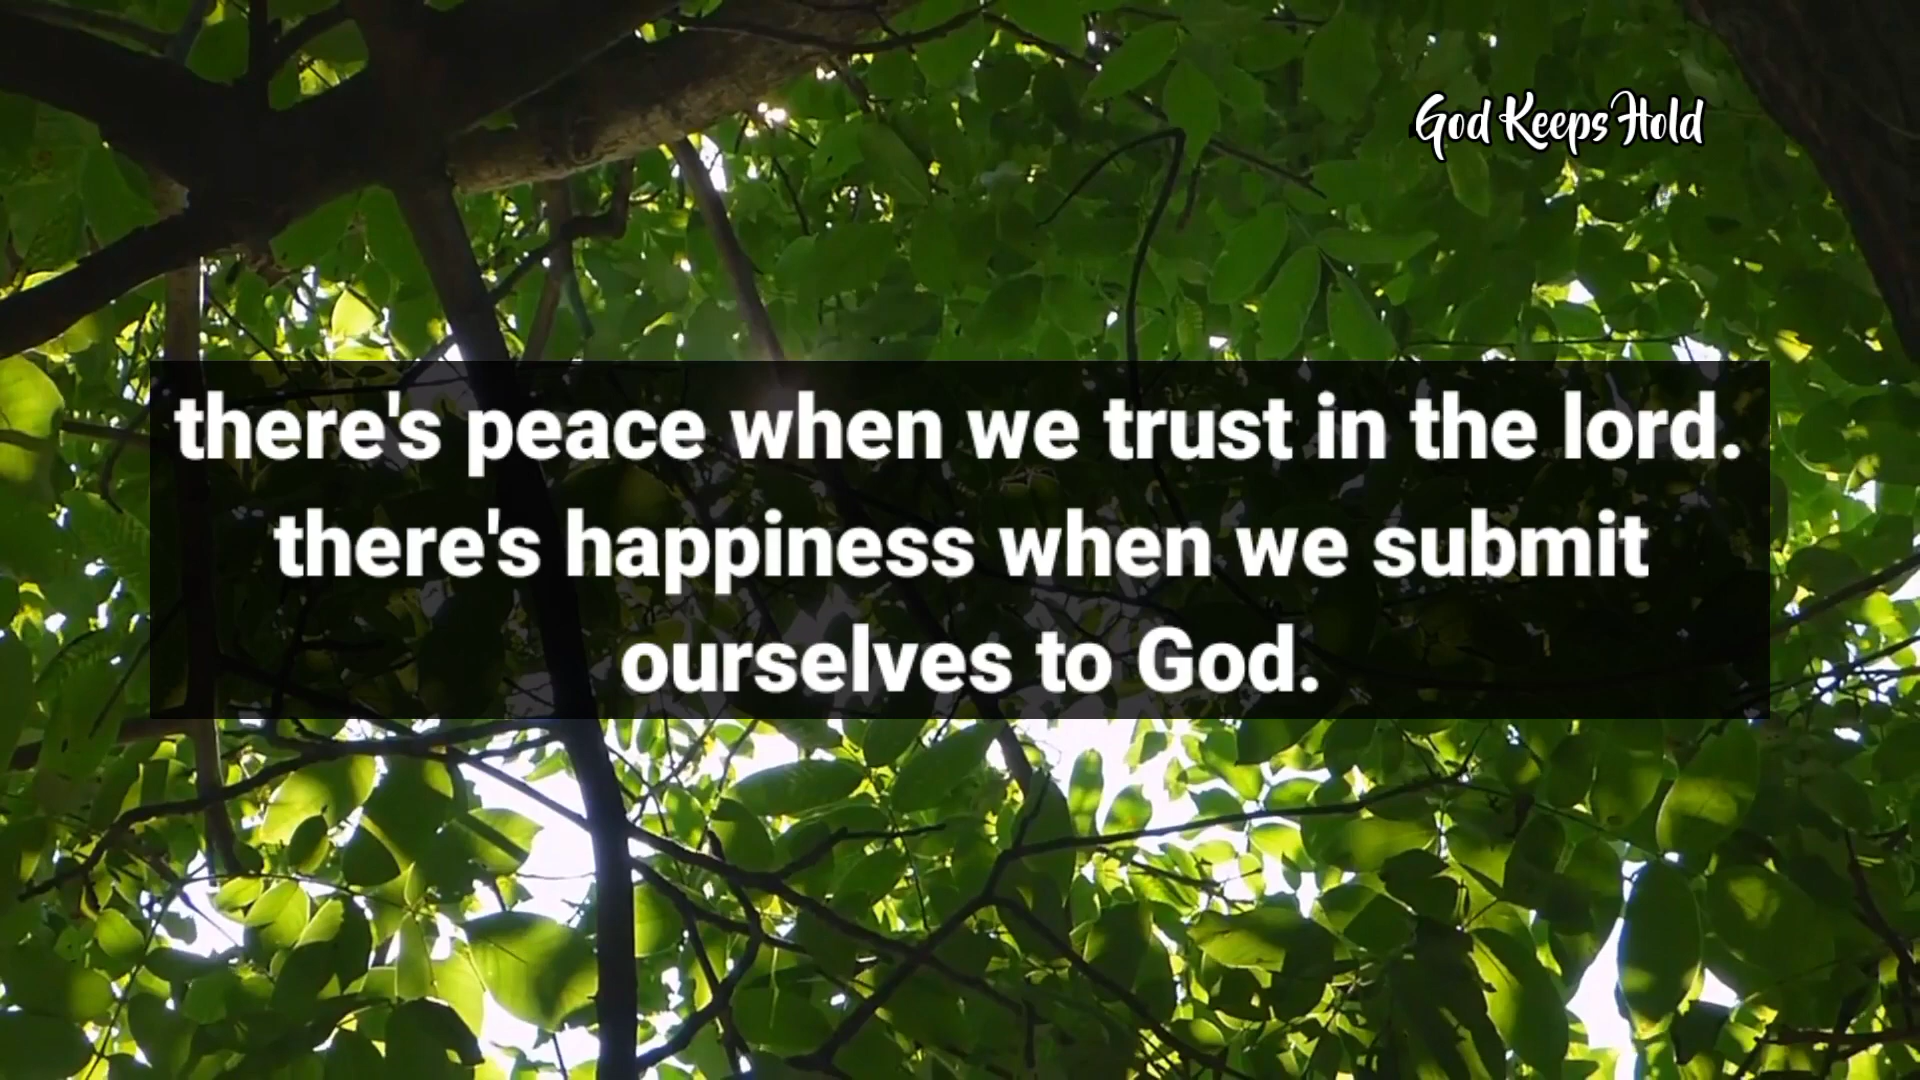 God Keeps Hold
there's peace when we trust in the lord.
there's happiness when we submit
ourselves to God.